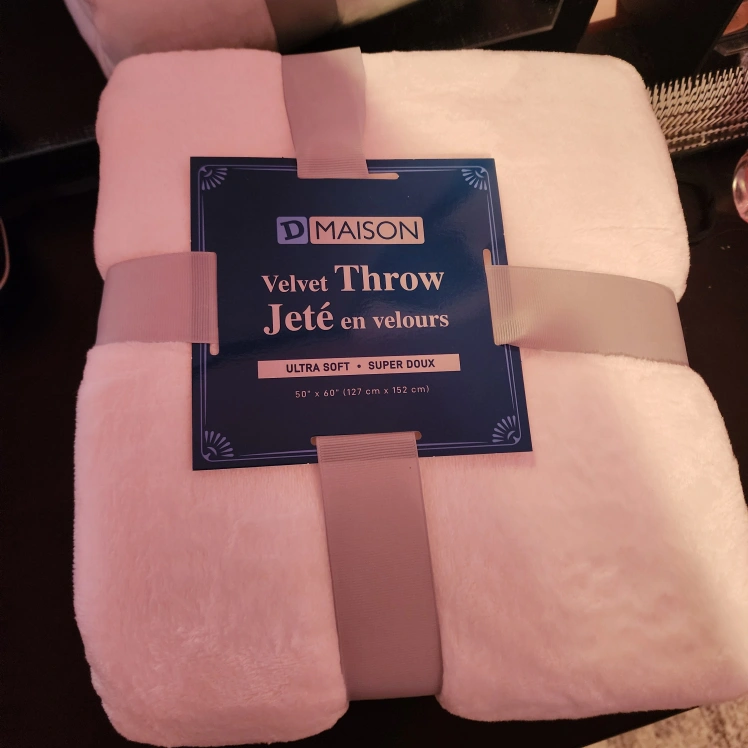 D MAISON
Velvet Throw
Jeté en velours
ULTRA SOFT • SUPER DOUX
50" x 60" (127 cm x 152 cm)